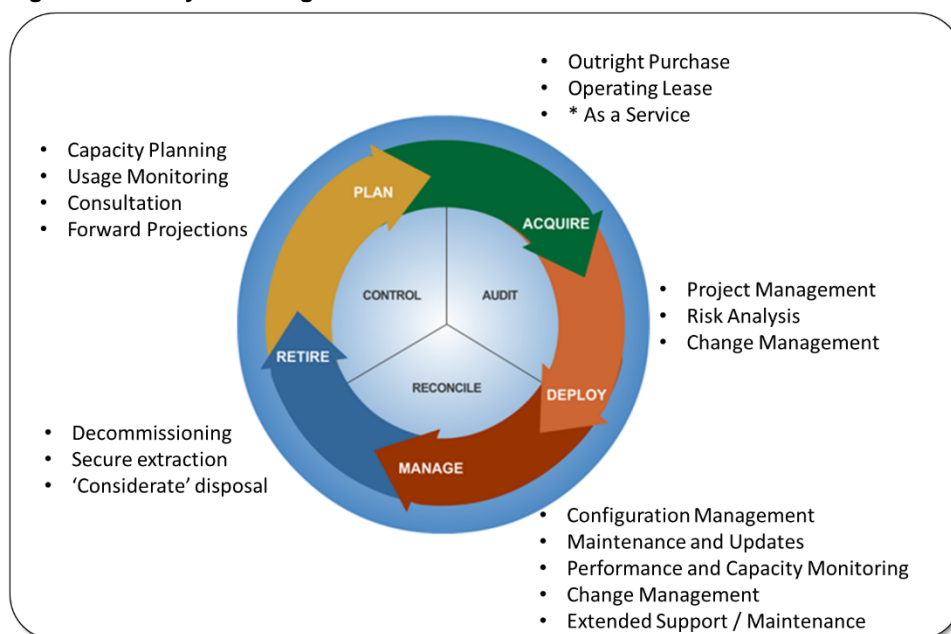 • Outright Purchase
• Operating Lease
• * As a Service
• Capacity Planning
• Usage Monitoring
• Consultation
• Forward Projections
PLAN
ACQUIRE
CONTROL
AUDIT
• Project Management
• Risk Analysis
• Change Management
RETIRE
RECONCILE
DEPLOY
• Decommissioning
• Secure extraction
• ‘Considerate’ disposal
MANAGE
• Configuration Management
• Maintenance and Updates
• Performance and Capacity Monitoring
• Change Management
• Extended Support / Maintenance